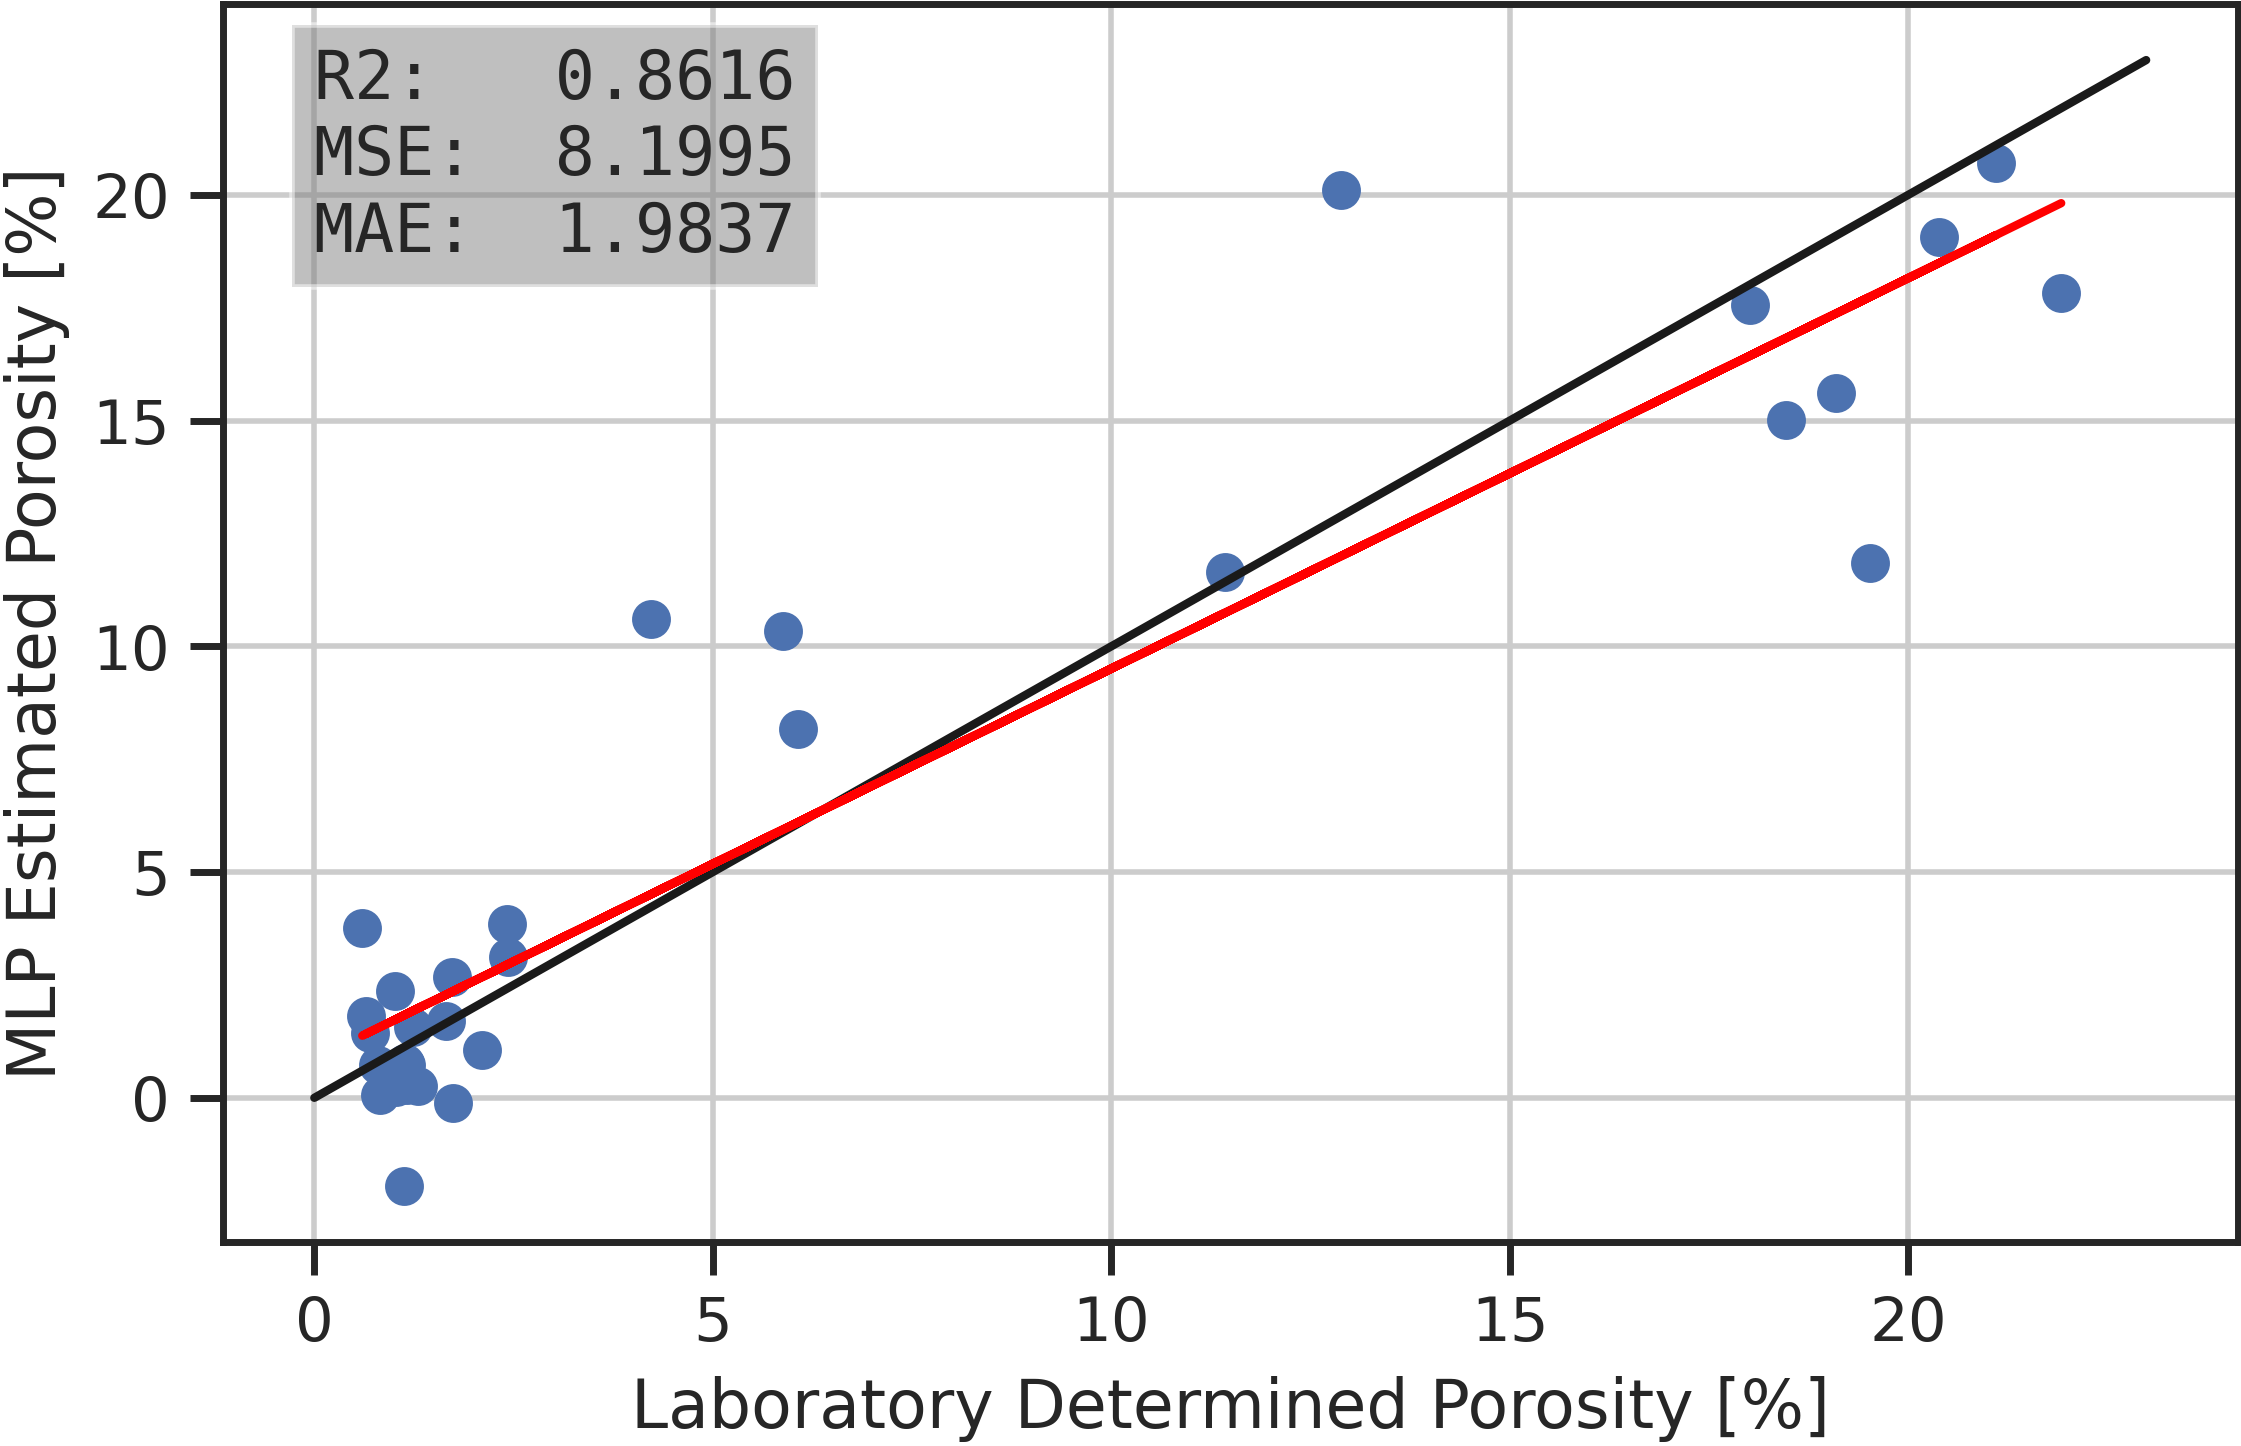 R2:   0.8616
MSE:  8.1995
MAE:  1.9837
MLP Estimated Porosity [%]
20
15
10
5
0
0 5 10 15 20
Laboratory Determined Porosity [%]